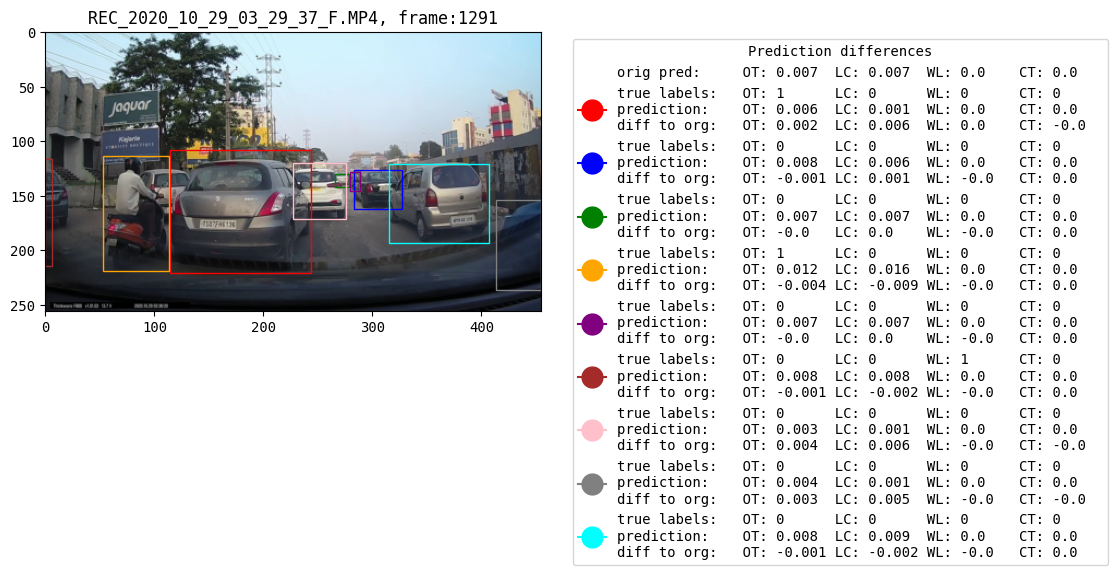 REC_2020_10_29_03_29_37_F.MP4, frame:1291
0
50
100
150
200
250
0 100 200 300 400
JAQUAR
Kajaria
Prediction differences
orig pred: OT: 0.007 LC: 0.007 WL: 0.0 CT: 0.0
true labels: OT: 1 LC: 0 WL: 0 CT: 0
prediction: OT: 0.006 LC: 0.001 WL: 0.0 CT: 0.0
diff to org: OT: 0.002 LC: 0.006 WL: 0.0 CT: -0.0
true labels: OT: 0 LC: 0 WL: 0 CT: 0
prediction: OT: 0.008 LC: 0.006 WL: 0.0 CT: 0.0
diff to org: OT: -0.001 LC: 0.001 WL: -0.0 CT: 0.0
true labels: OT: 0 LC: 0 WL: 0 CT: 0
prediction: OT: 0.007 LC: 0.007 WL: 0.0 CT: 0.0
diff to org: OT: -0.0 LC: 0.0 WL: -0.0 CT: 0.0
true labels: OT: 1 LC: 0 WL: 0 CT: 0
prediction: OT: 0.012 LC: 0.016 WL: 0.0 CT: 0.0
diff to org: OT: -0.004 LC: -0.009 WL: -0.0 CT: 0.0
true labels: OT: 0 LC: 0 WL: 0 CT: 0
prediction: OT: 0.007 LC: 0.007 WL: 0.0 CT: 0.0
diff to org: OT: -0.0 LC: 0.0 WL: -0.0 CT: 0.0
true labels: OT: 0 LC: 0 WL: 1 CT: 0
prediction: OT: 0.008 LC: 0.008 WL: 0.0 CT: 0.0
diff to org: OT: -0.001 LC: -0.002 WL: -0.0 CT: 0.0
true labels: OT: 0 LC: 0 WL: 0 CT: 0
prediction: OT: 0.003 LC: 0.001 WL: 0.0 CT: 0.0
diff to org: OT: 0.004 LC: 0.006 WL: -0.0 CT: -0.0
true labels: OT: 0 LC: 0 WL: 0 CT: 0
prediction: OT: 0.004 LC: 0.001 WL: 0.0 CT: 0.0
diff to org: OT: 0.003 LC: 0.005 WL: -0.0 CT: -0.0
true labels: OT: 0 LC: 0 WL: 0 CT: 0
prediction: OT: 0.008 LC: 0.009 WL: 0.0 CT: 0.0
diff to org: OT: -0.001 LC: -0.002 WL: -0.0 CT: 0.0